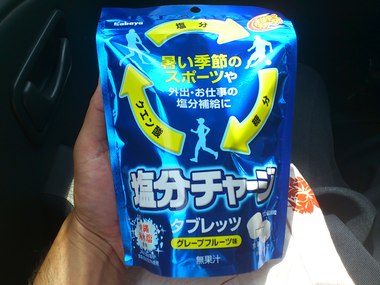 Kabaya
塩分
暑い季節の
スポーツや
外出・お仕事の
塩分補給に
クエン酸
糖分
塩分チャージ
タブレッツ
グレープフルーツ味
無果汁